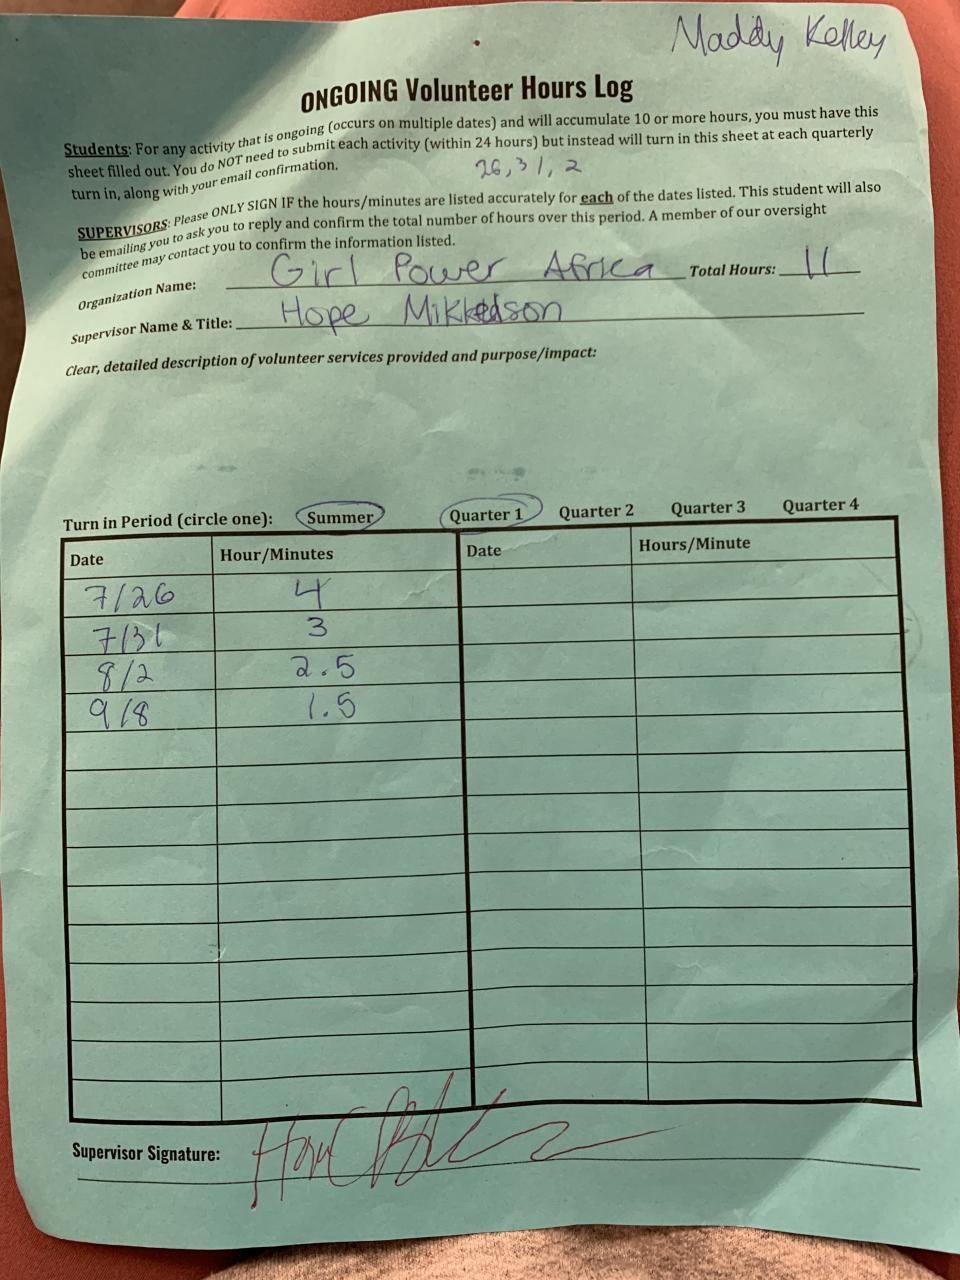 Maddy Kelley
ONGOING Volunteer Hours Log
Students: For any activity that is ongoing (occurs on multiple dates) and will accumulate 10 or more hours, you must have this
sheet filled out. You do NOT need to submit each activity (within 24 hours) but instead will turn in this sheet at each quarterly
turn in, along with your email confirmation.
26, 31, 2
SUPERVISORS: Please ONLY SIGN IF the hours/minutes are listed accurately for each of the dates listed. This student will also
be emailing you to ask you to reply and confirm the total number of hours over this period. A member of our oversight
committee may contact you to confirm the information listed.
Organization Name: Girl Power Africa Total Hours: 11
Supervisor Name & Title: Hope
Clear, detailed description of volunteer services provided and purpose/impact:
Turn in Period (circle one): Summer Quarter 1 Quarter 2 Quarter 3 Quarter 4
Date Hour/Minutes Date Hours/Minute
7/26 4
7/31 3
8/2 2.5
9/8 1.5
Supervisor Signature: